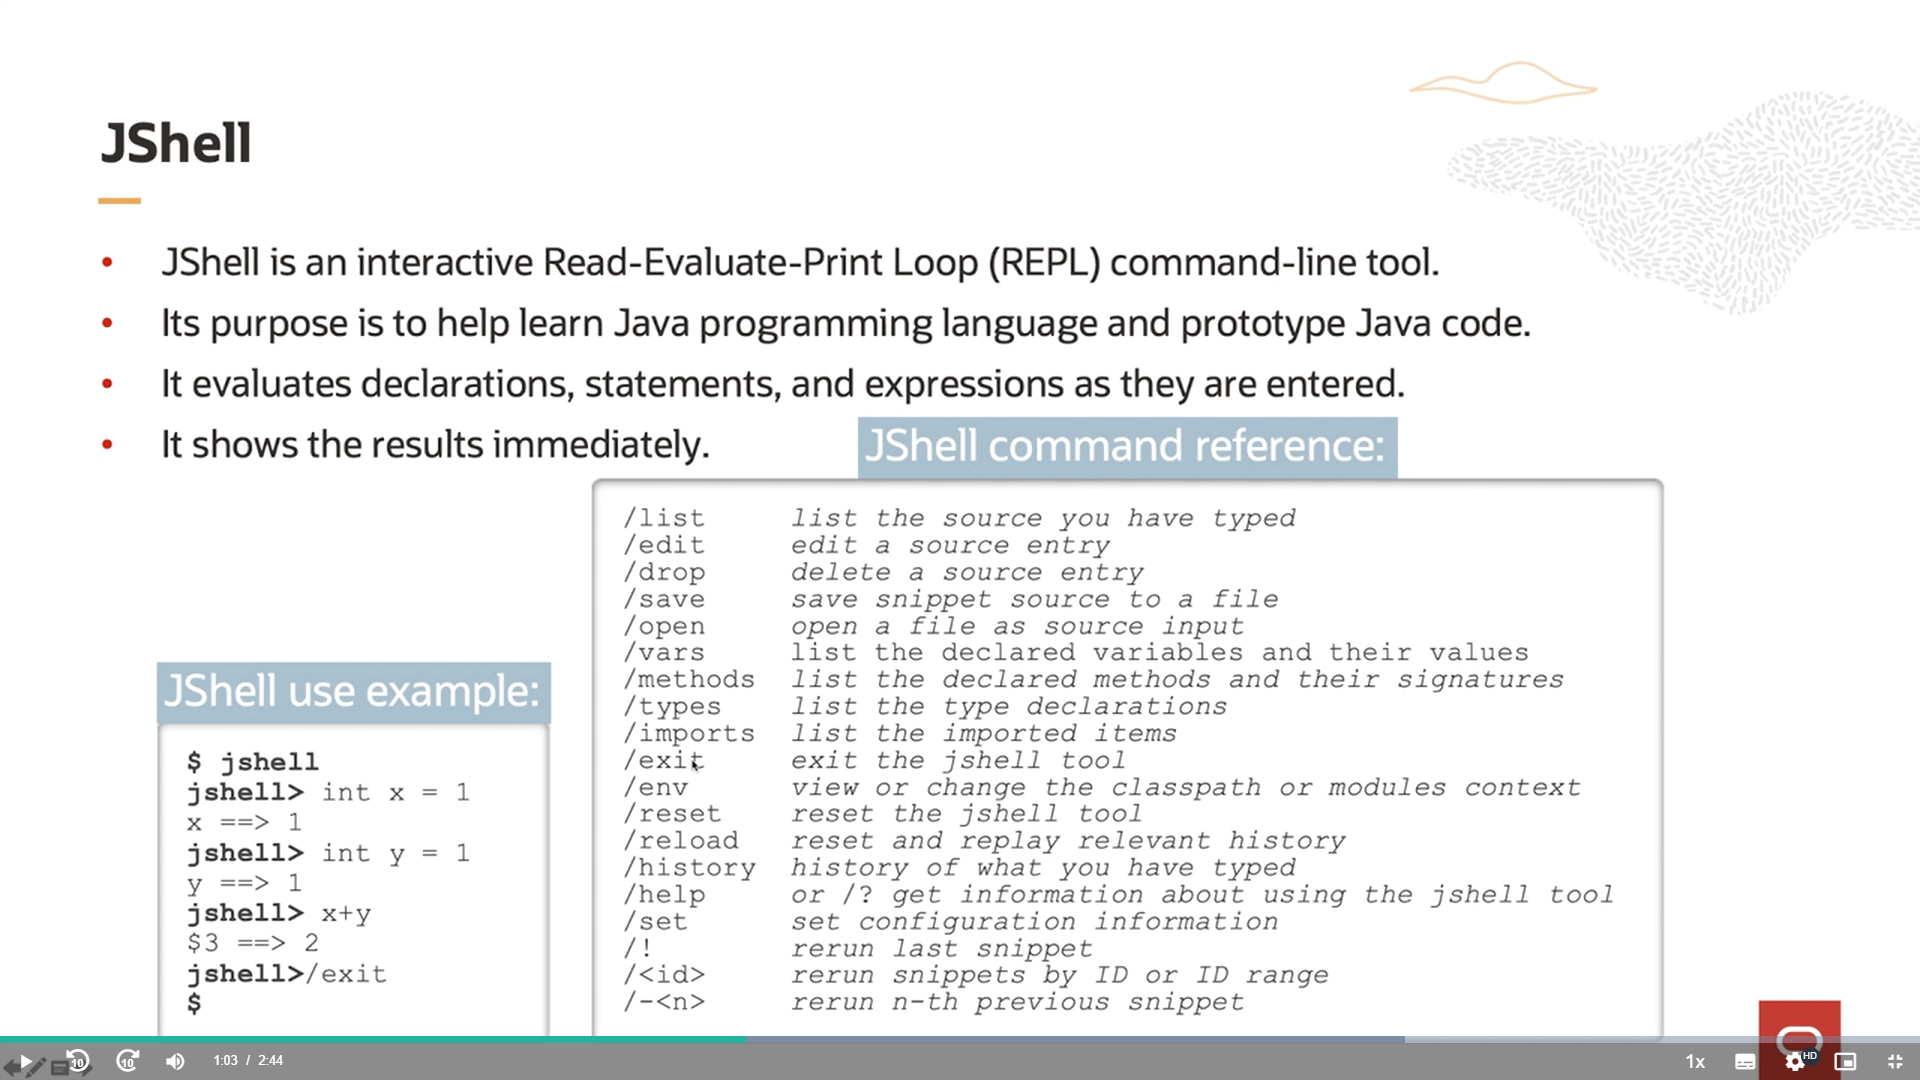 JShell
• JShell is an interactive Read-Evaluate-Print Loop (REPL) command-line tool.
• Its purpose is to help learn Java programming language and prototype Java code.
• It evaluates declarations, statements, and expressions as they are entered.
• It shows the results immediately.
JShell command reference:
/list list the source you have typed
/edit edit a source entry
/drop delete a source entry
/save save snippet source to a file
/open open a file as source input
/vars list the declared variables and their values
/methods list the declared methods and their signatures
/types list the type declarations
/imports list the imported items
/exit exit the jshell tool
/env view or change the classpath or modules context
/reset reset the jshell tool
/reload reset and replay relevant history
/history history of what you have typed
/help or /? get information about using the jshell tool
/set set configuration information
/! rerun last snippet
/<id> rerun snippets by ID or ID range
/-<n> rerun n-th previous snippet
JShell use example:
$ jshell
jshell> int x = 1
x ==> 1
jshell> int y = 1
y ==> 1
jshell> x+y
$3 ==> 2
jshell>/exit
$
10 10 1:03 / 2:44 1x HD